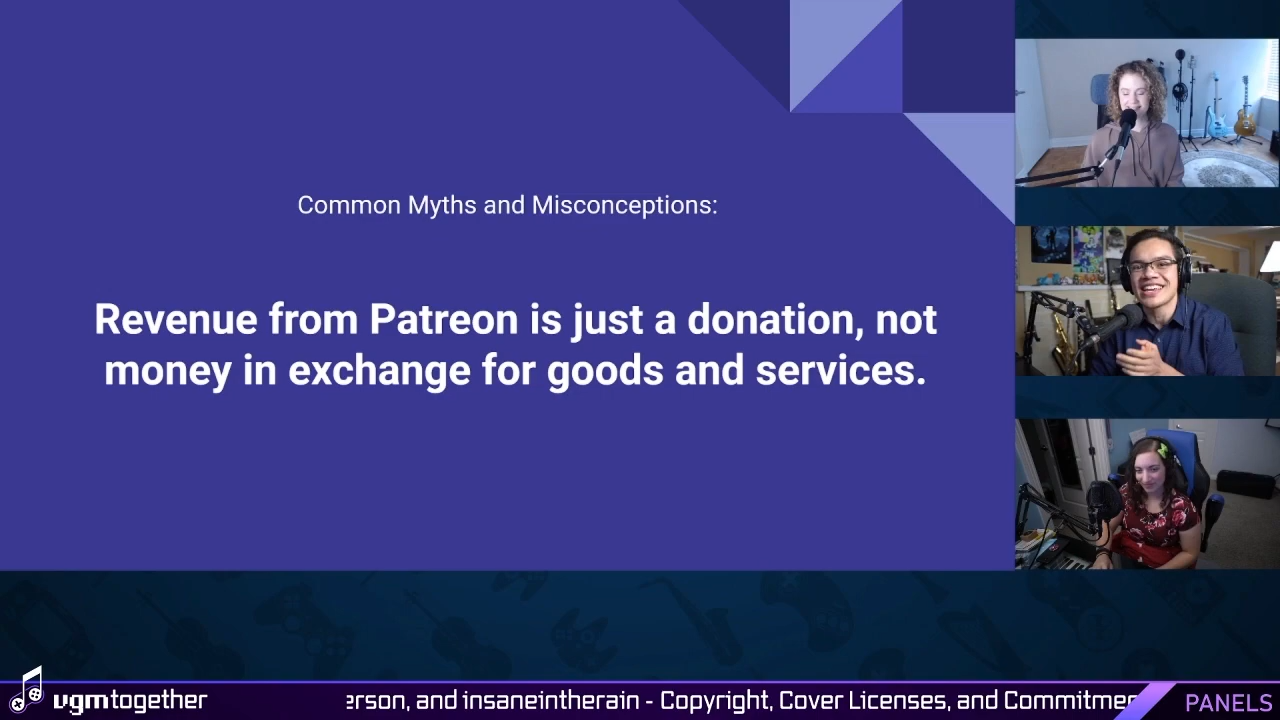 Common Myths and Misconceptions:
Revenue from Patreon is just a donation, not
money in exchange for goods and services.
vgmtogether
erson, and insaneintherain - Copyright, Cover Licenses, and Commitmen
PANELS